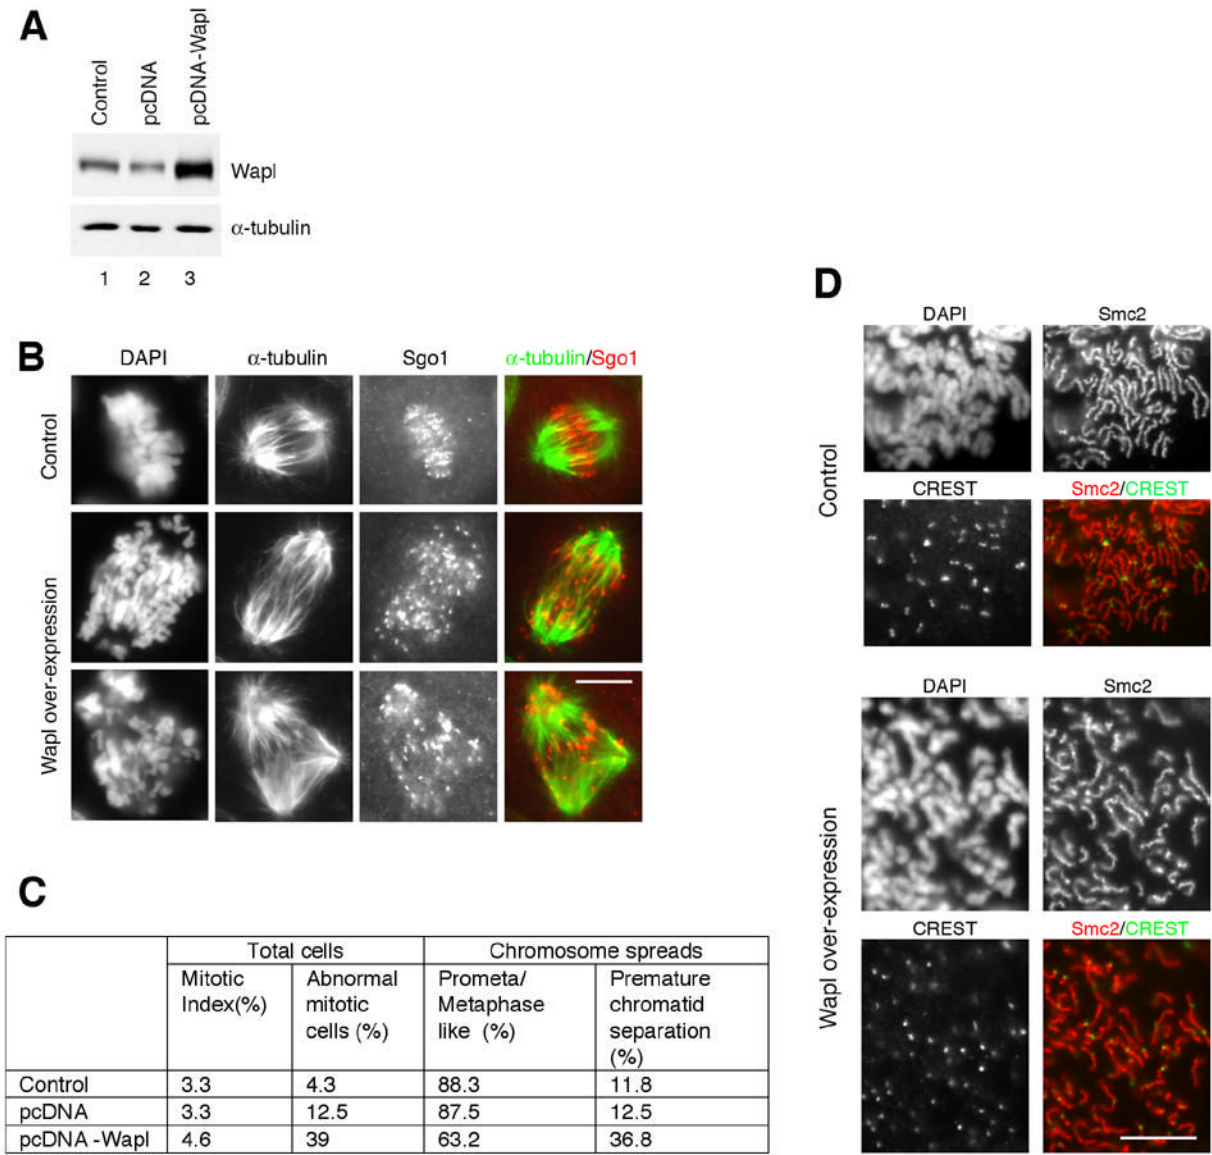 A
Control
pcDNA
pcDNA-Wapl
Wapl
α-tubulin
1 2 3
B
DAPI α-tubulin Sgo1 α-tubulin/Sgo1
Control
Wapl over-expression
C
Total cells Chromosome spreads
Mitotic Index(%) Abnormal mitotic cells (%) Prometa/ Metaphase like (%) Premature chromatid separation (%)
Control 3.3 4.3 88.3 11.8
pcDNA 3.3 12.5 87.5 12.5
pcDNA -Wapl 4.6 39 63.2 36.8
D
DAPI Smc2
Control
CREST Smc2/CREST
DAPI Smc2
Wapl over-expression
CREST Smc2/CREST